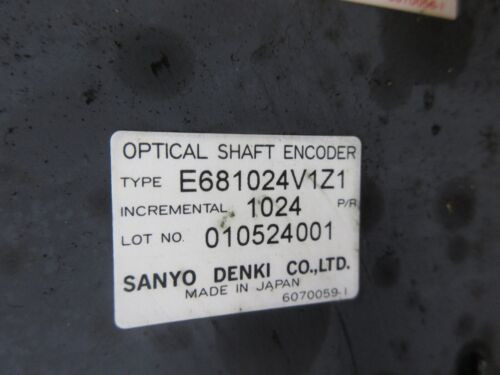 OPTICAL SHAFT ENCODER
TYPE E681024V1Z1
INCREMENTAL 1024 P/R
LOT NO. 010524001
SANYO DENKI CO.,LTD.
MADE IN JAPAN
6070059-1